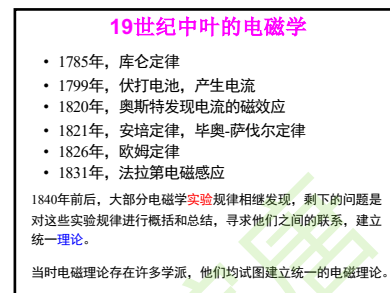 19世纪中叶的电磁学
• 1785年，库仑定律
• 1799年，伏打电池，产生电流
• 1820年，奥斯特发现电流的磁效应
• 1821年，安培定律，毕奥-萨伐尔定律
• 1826年，欧姆定律
• 1831年，法拉第电磁感应
1840年前后，大部分电磁学实验规律相继发现，剩下的问题是
对这些实验规律进行概括和总结，寻求他们之间的联系，建立
统一理论。
当时电磁理论存在许多学派，他们均试图建立统一的电磁理论。